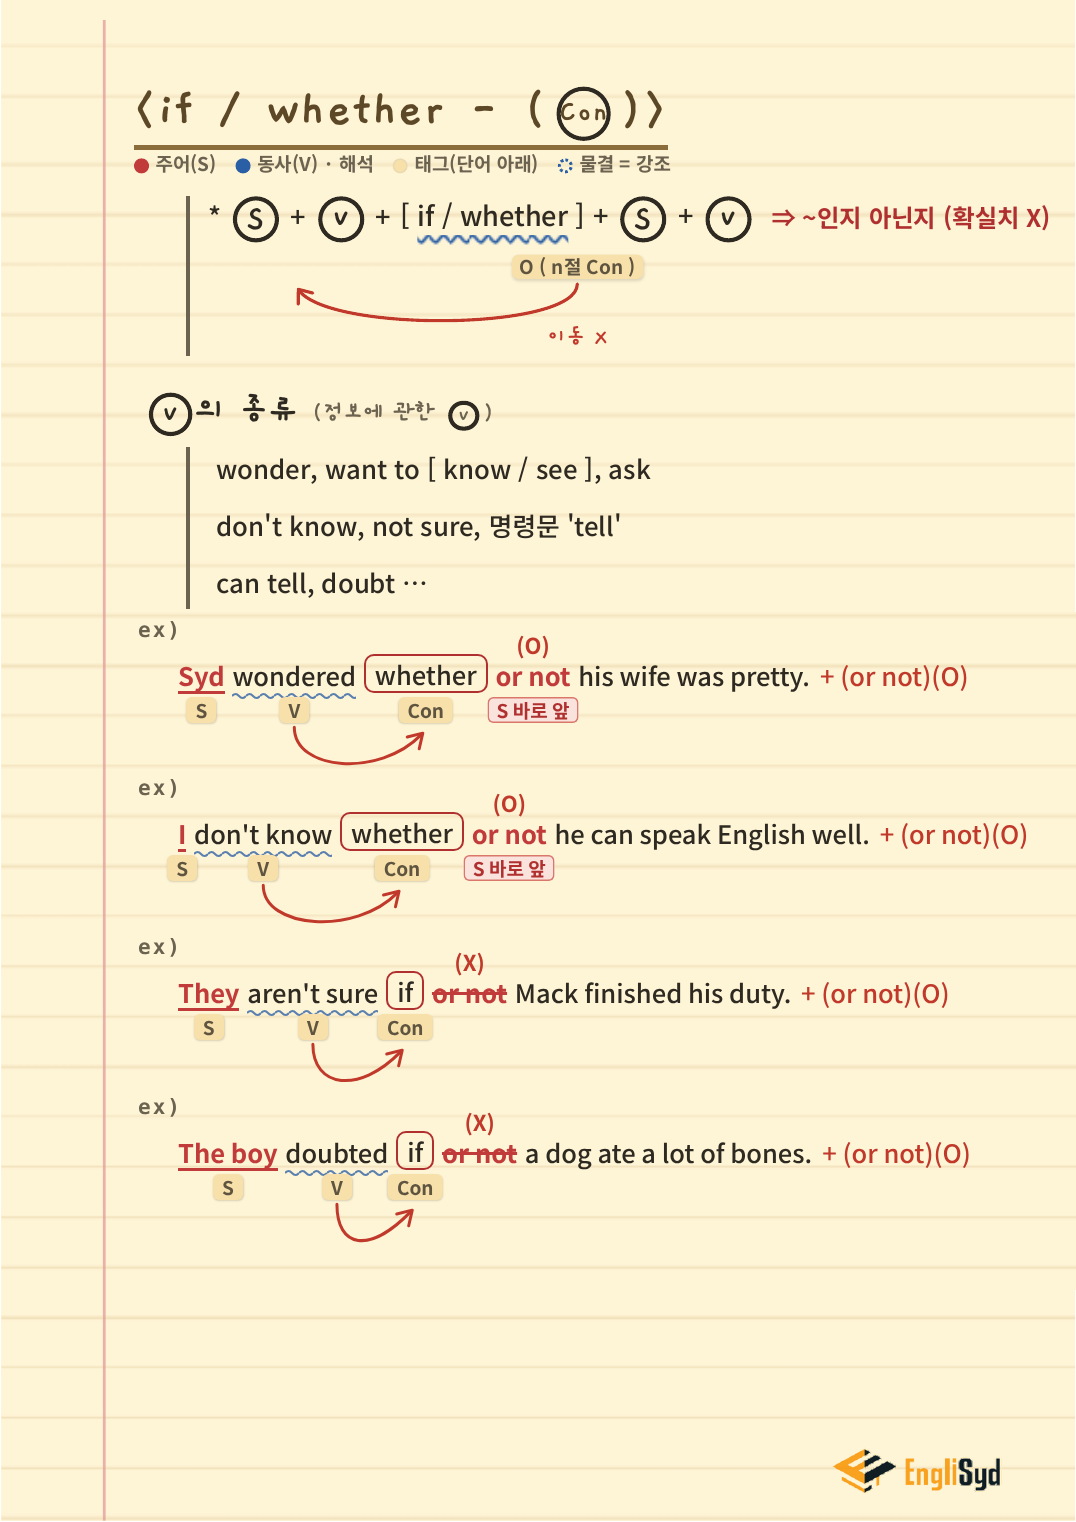 <if / whether - ( Con )>
주어(S) 동사(V) · 해석 태그(단어 아래) 물결 = 강조
* S + V + [ if / whether ] + S + V ⇒ ~인지 아닌지 (확실치 X)
O ( n절 Con )
이동 X
V의 종류 (정보에 관한 V)
wonder, want to [ know / see ], ask
don't know, not sure, 명령문 'tell'
can tell, doubt ···
ex)
(O)
Syd wondered whether or not his wife was pretty. + (or not)(O)
S V Con S 바로 앞
ex)
(O)
I don't know whether or not he can speak English well. + (or not)(O)
S V Con S 바로 앞
ex)
(X)
They aren't sure if or not Mack finished his duty. + (or not)(O)
S V Con
ex)
(X)
The boy doubted if or not a dog ate a lot of bones. + (or not)(O)
S V Con
EngliSyd